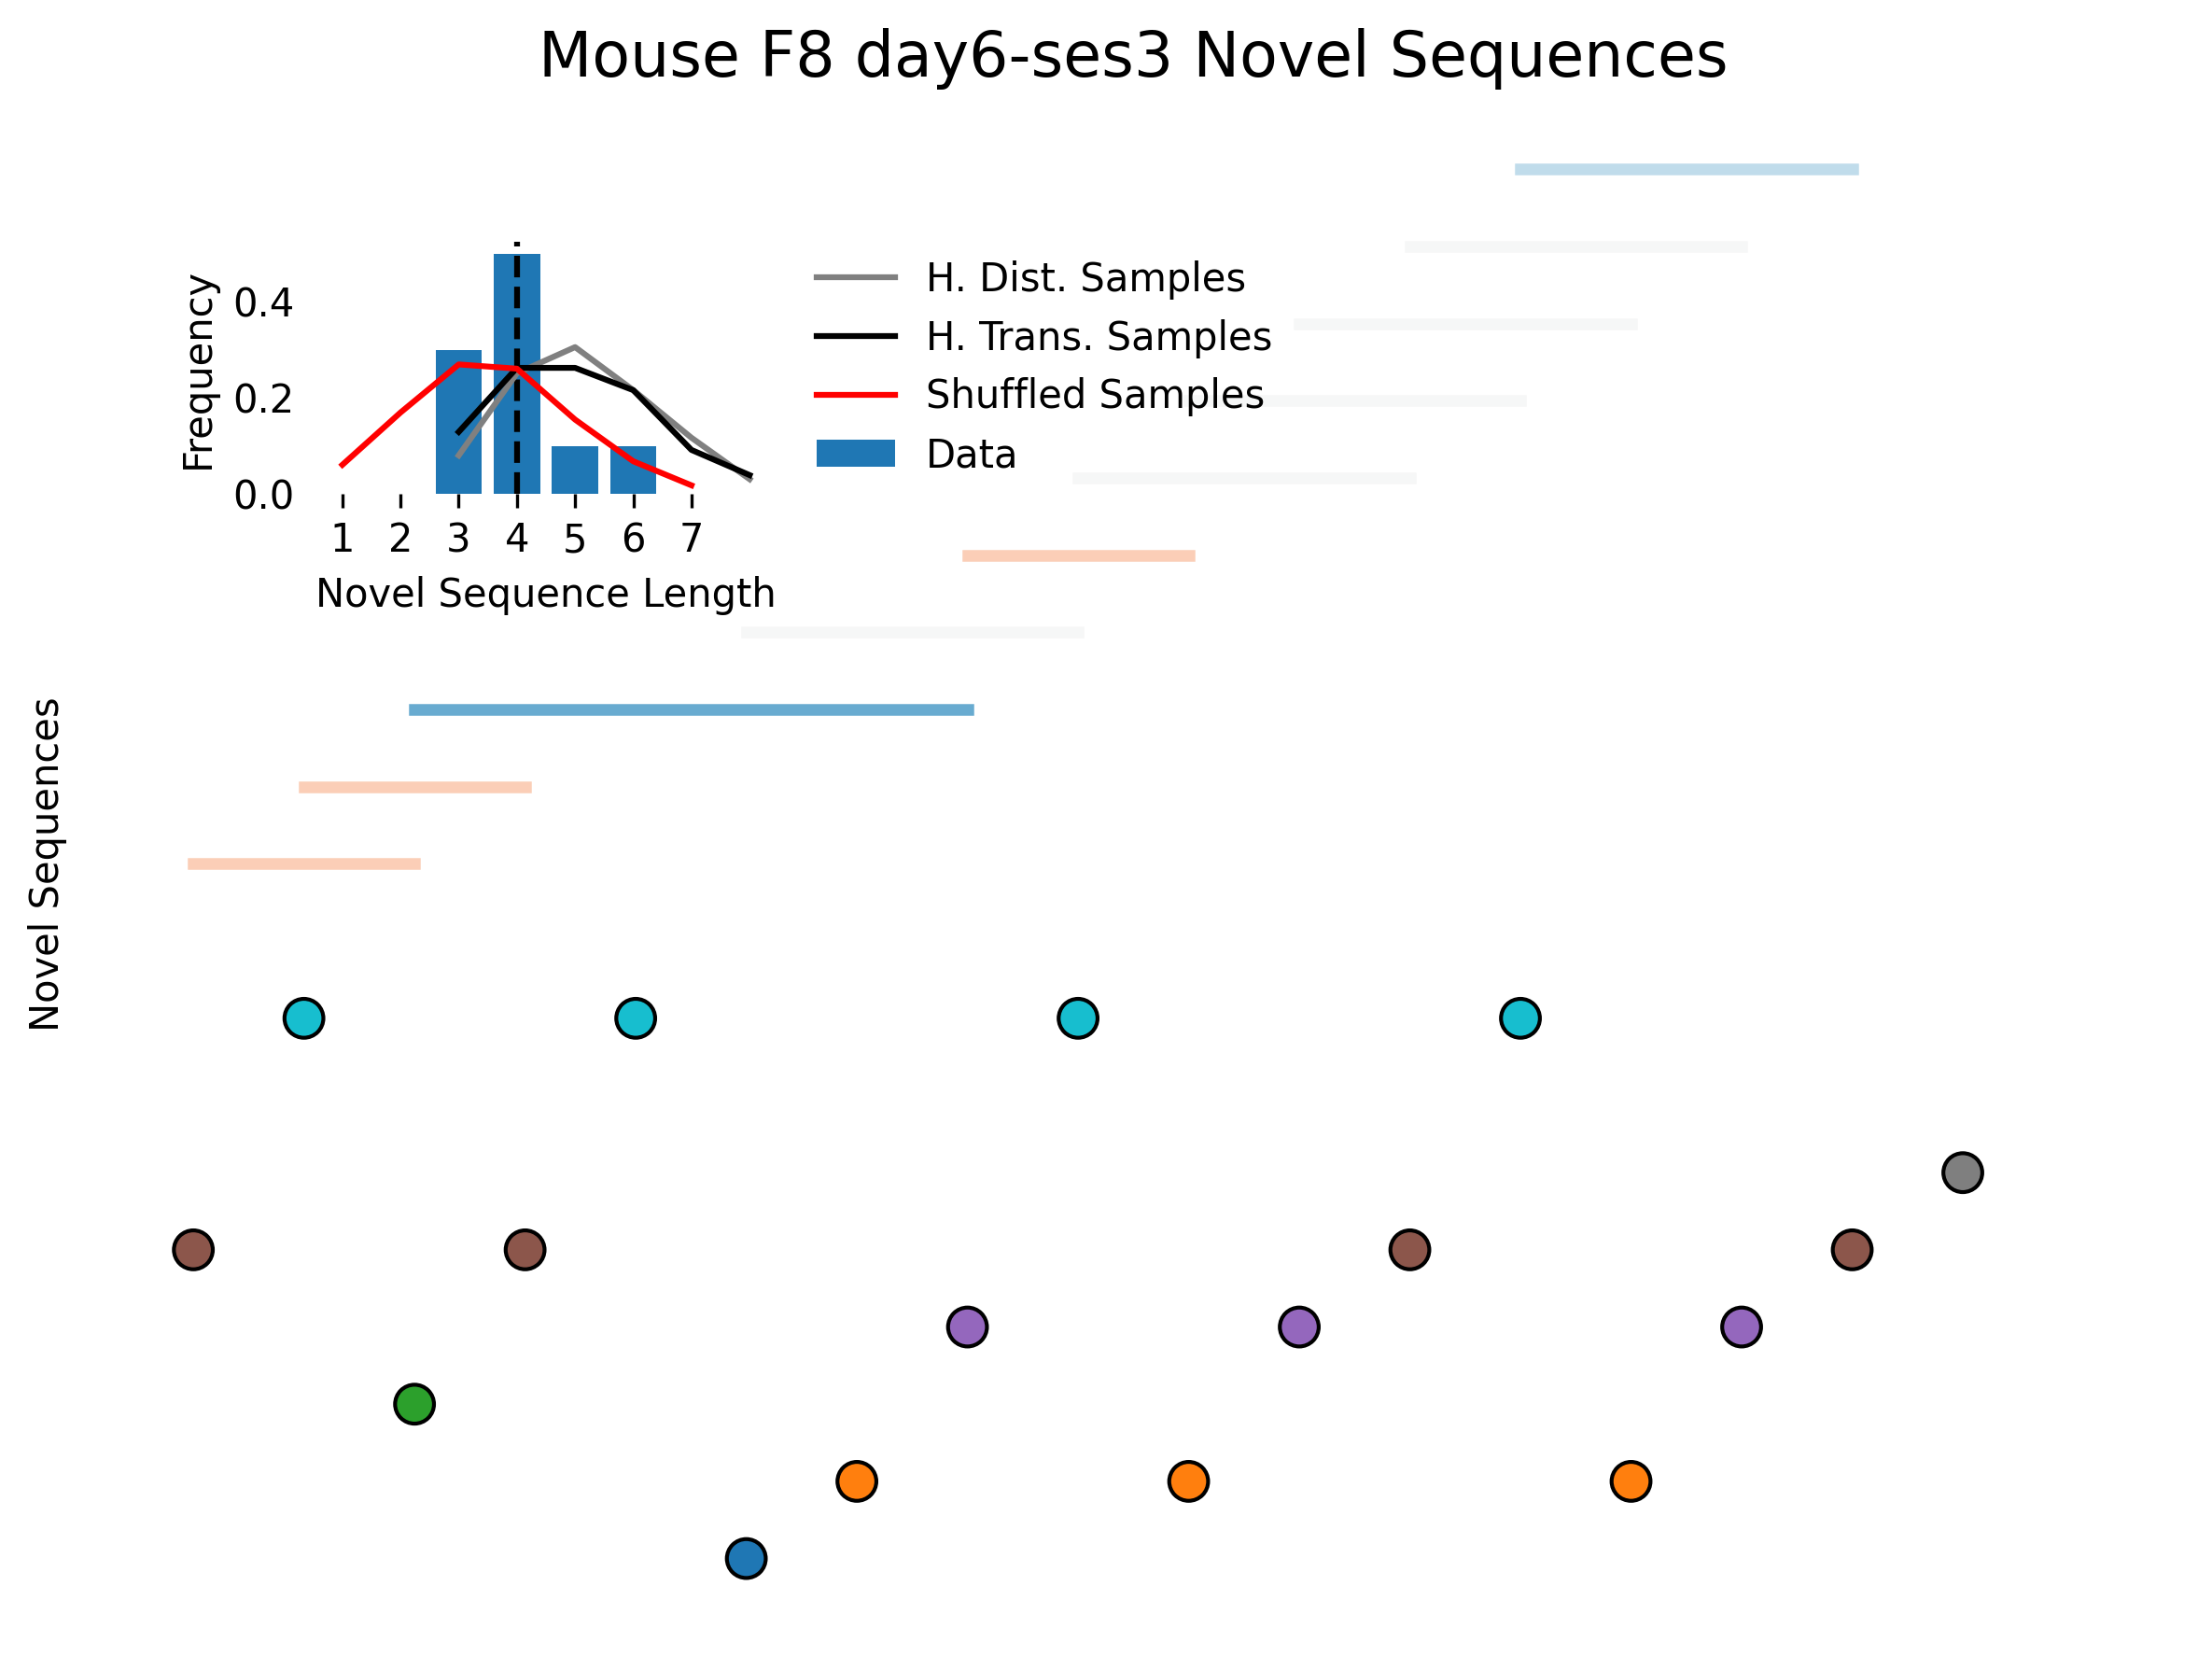 Mouse F8 day6-ses3 Novel Sequences
Frequency
0.4
0.2
0.0
1 2 3 4 5 6 7
Novel Sequence Length
H. Dist. Samples
H. Trans. Samples
Shuffled Samples
Data
Novel Sequences